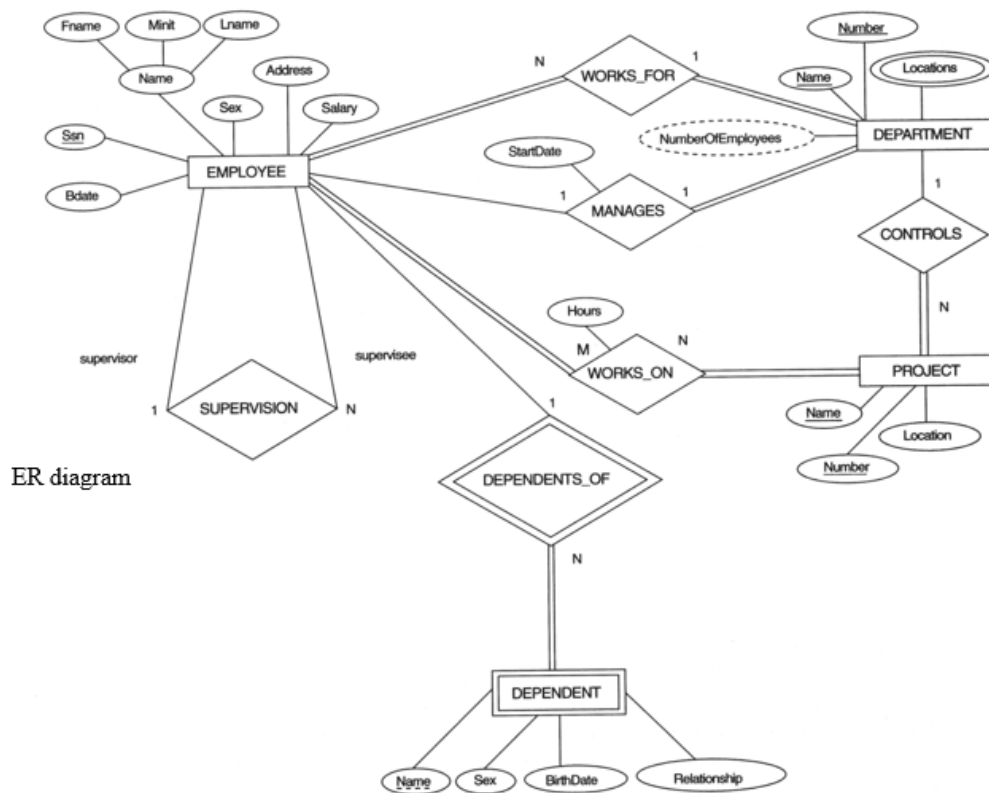 Fname
Minit
Lname
Number
Name
Address
N
WORKS_FOR
1
Name
Locations
Sex
Salary
Ssn
StartDate
NumberOfEmployees
DEPARTMENT
EMPLOYEE
Bdate
1
MANAGES
1
1
CONTROLS
Hours
N
supervisor
supervisee
M
N
WORKS_ON
PROJECT
1
SUPERVISION
N
1
Name
Location
Number
ER diagram
DEPENDENTS_OF
N
DEPENDENT
Name
Sex
BirthDate
Relationship